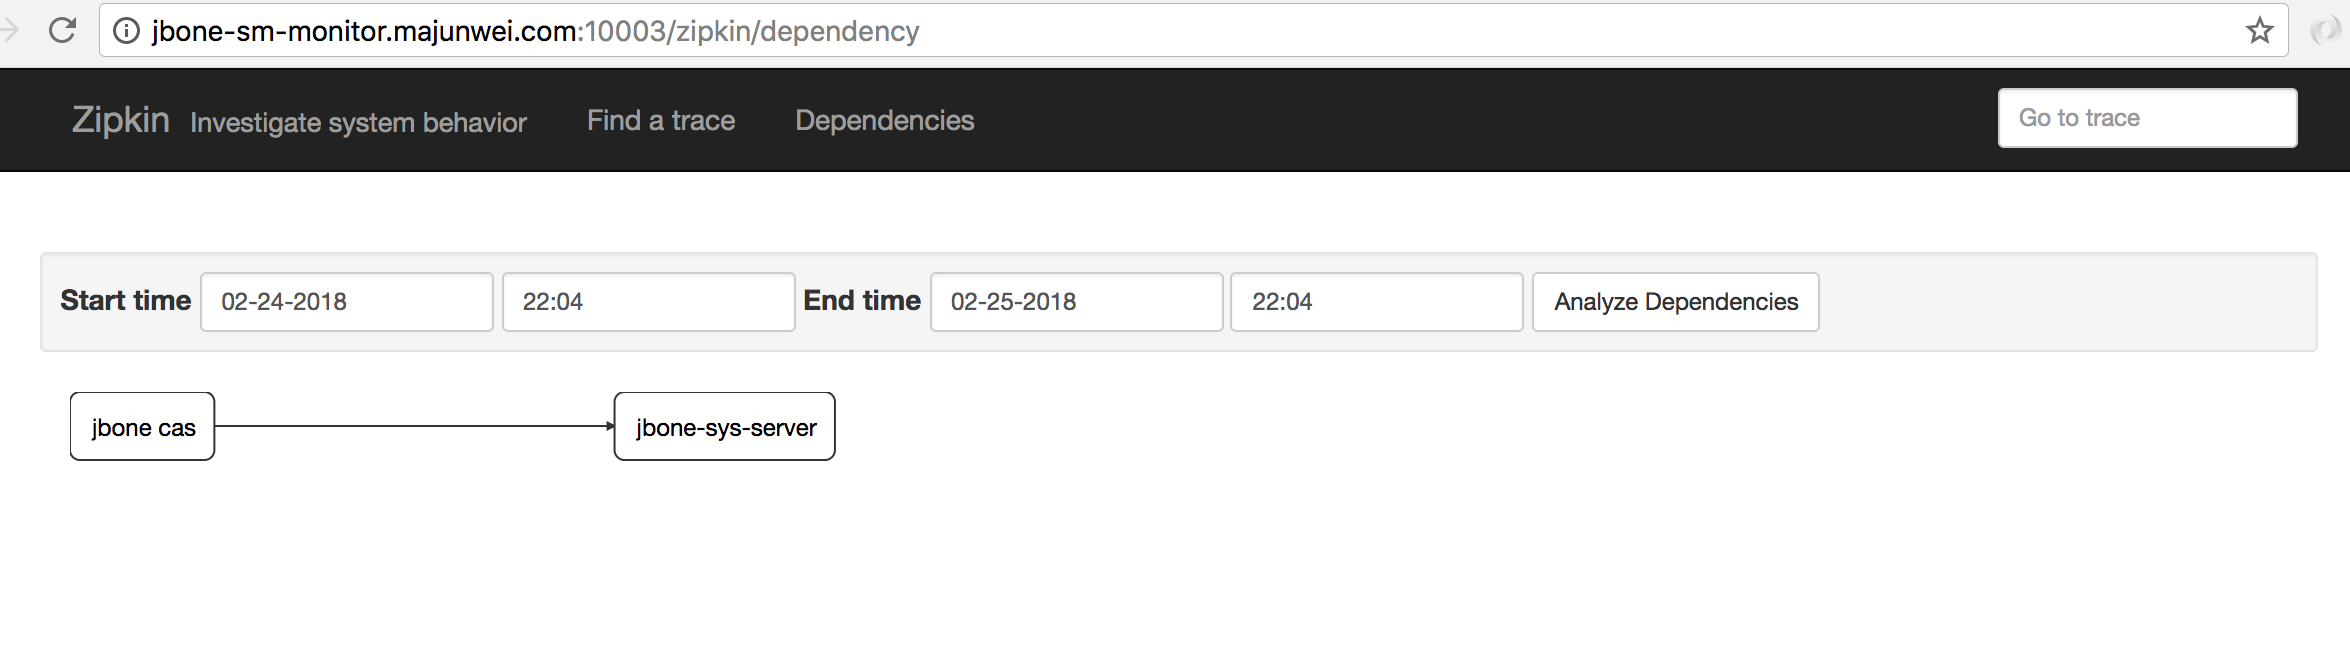 jbone-sm-monitor.majunwei.com:10003/zipkin/dependency
Zipkin Investigate system behavior Find a trace Dependencies Go to trace
Start time 02-24-2018 22:04 End time 02-25-2018 22:04 Analyze Dependencies
jbone cas jbone-sys-server